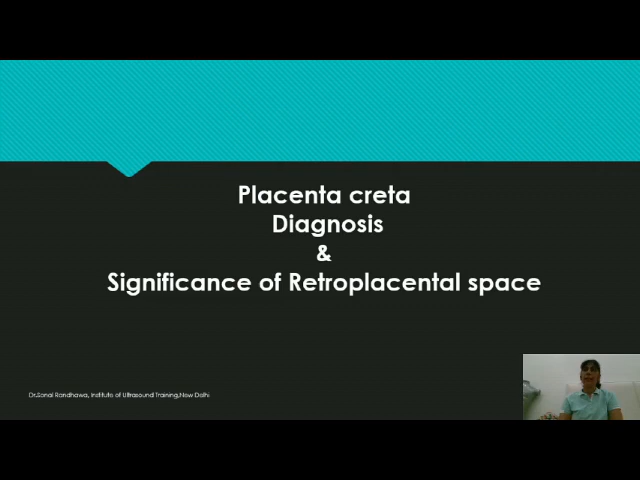 Placenta creta
Diagnosis
&
Significance of Retroplacental space
Dr.Sonal Randhawa, Institute of Ultrasound Training,New Delhi